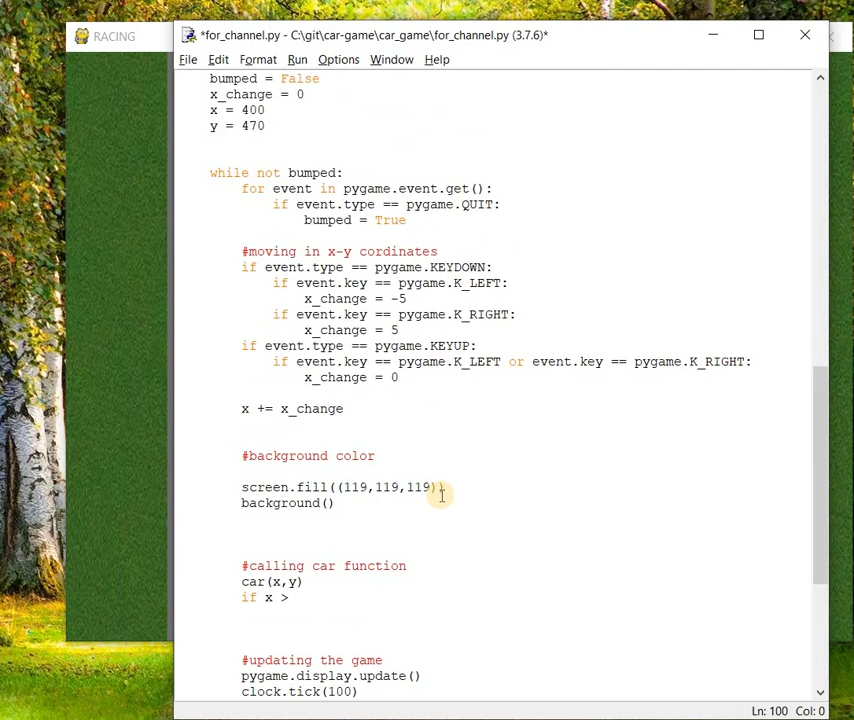 RACING
*for_channel.py - C:\git\car-game\car_game\for_channel.py (3.7.6)*
File Edit Format Run Options Window Help
bumped = False
x_change = 0
x = 400
y = 470
while not bumped:
for event in pygame.event.get():
if event.type == pygame.QUIT:
bumped = True
#moving in x-y cordinates
if event.type == pygame.KEYDOWN:
if event.key == pygame.K_LEFT:
x_change = -5
if event.key == pygame.K_RIGHT:
x_change = 5
if event.type == pygame.KEYUP:
if event.key == pygame.K_LEFT or event.key == pygame.K_RIGHT:
x_change = 0
x += x_change
#background color
screen.fill((119,119,119))
background()
#calling car function
car(x,y)
if x >
#updating the game
pygame.display.update()
clock.tick(100)
Ln: 100 Col: 0